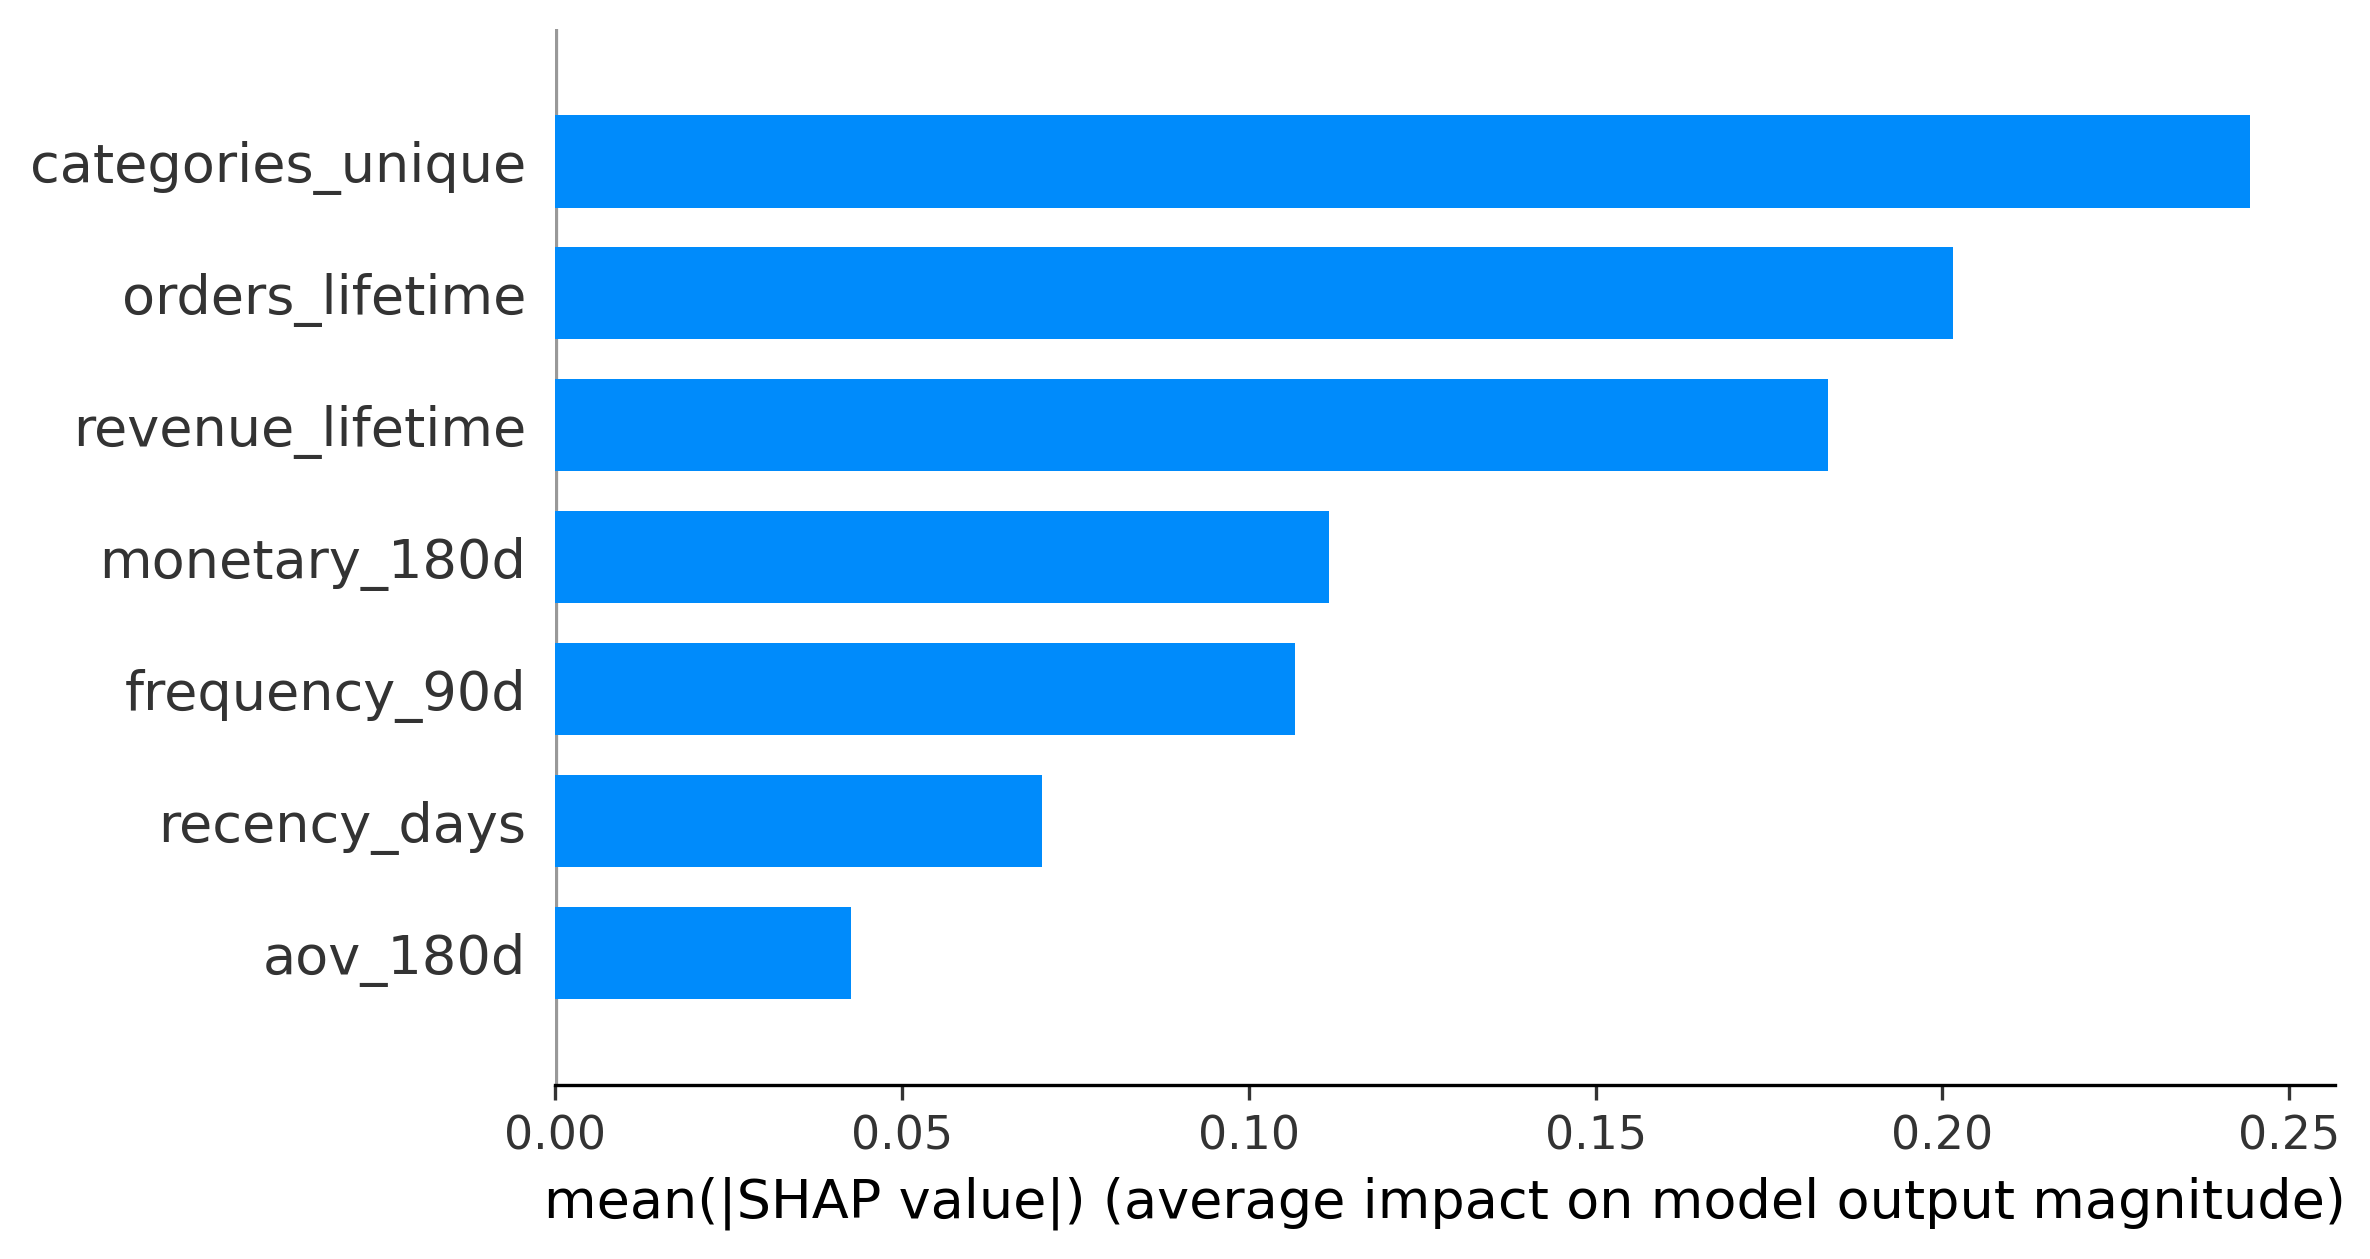 categories_unique
orders_lifetime
revenue_lifetime
monetary_180d
frequency_90d
recency_days
aov_180d
0.00 0.05 0.10 0.15 0.20 0.25
mean(|SHAP value|) (average impact on model output magnitude)